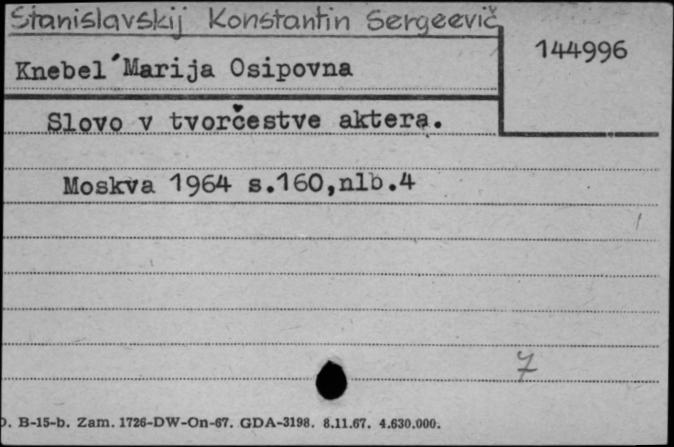 Stanislavskij Konstantin Sergeevič
144996
Knebel´Marija Osipovna
Slovo v tvorčestve aktera.
Moskva 1964 s.160,nlb.4
7
. B-15-b. Zam. 1726-DW-On-67. GDA-3198. 8.11.67. 4.630.000.